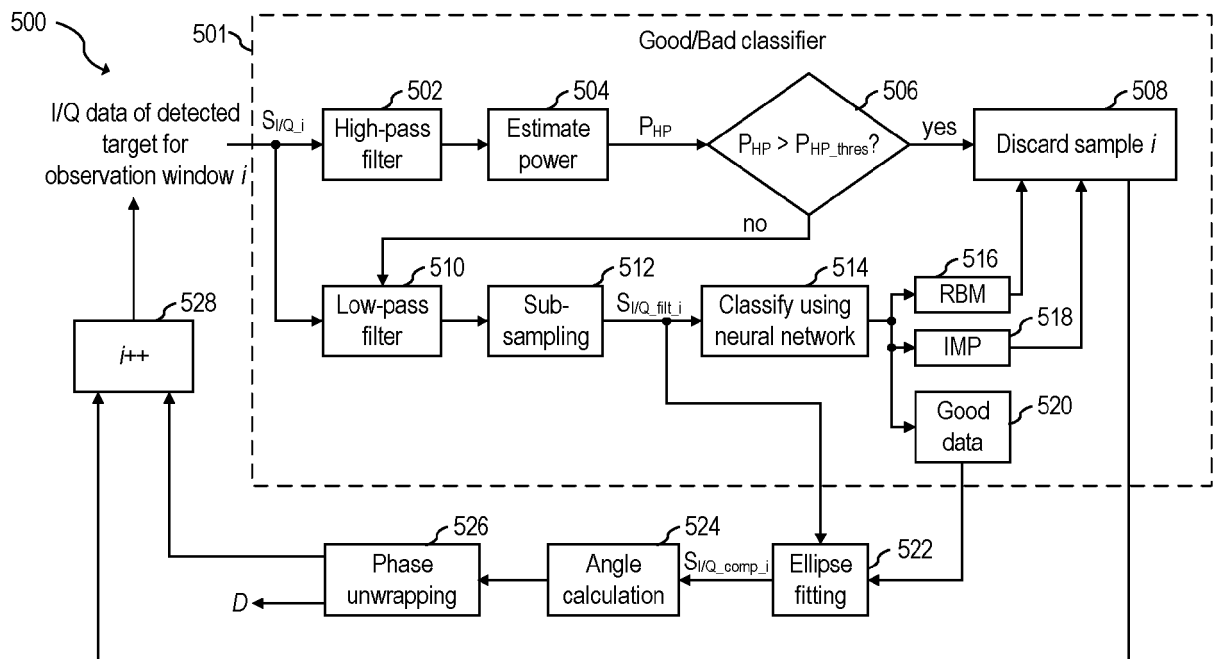 500
501
Good/Bad classifier
I/Q data of detected
target for
observation window i
S_I/Q_i
502
High-pass
filter
504
Estimate
power
P_HP
506
P_HP > P_HP_thres?
yes
508
Discard sample i
no
510
Low-pass
filter
512
Sub-
sampling
S_I/Q_filt_i
514
Classify using
neural network
516
RBM
518
IMP
520
Good
data
528
i++
526
Phase
unwrapping
D
524
Angle
calculation
S_I/Q_comp_i
522
Ellipse
fitting